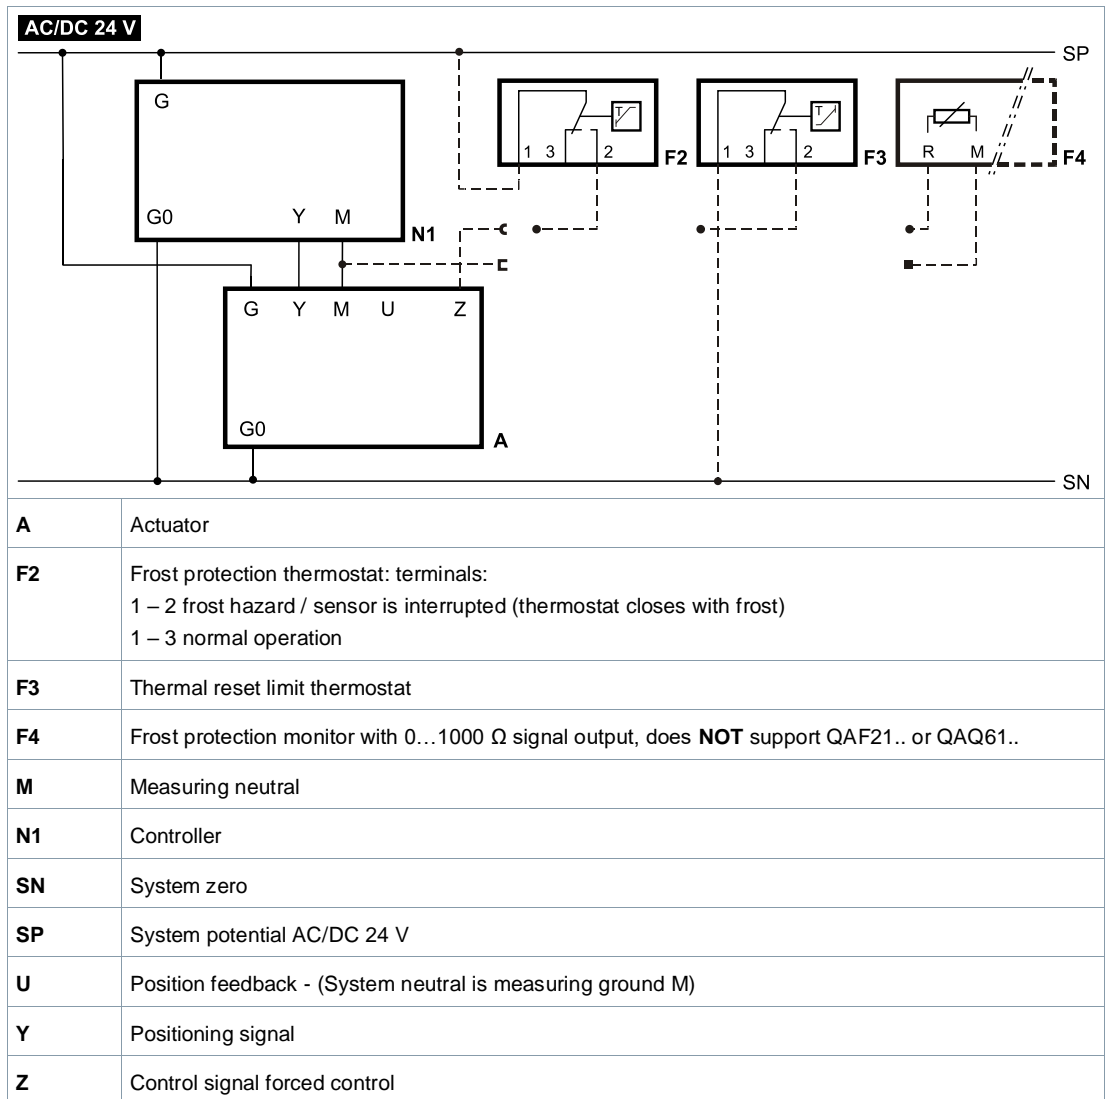 AC/DC 24 V
SP
G
G0 Y M
N1
1 3 T 2
F2
1 3 T 2
F3
R M
F4
G Y M U Z
G0
A
SN
A Actuator
F2 Frost protection thermostat: terminals:
1 – 2 frost hazard / sensor is interrupted (thermostat closes with frost)
1 – 3 normal operation
F3 Thermal reset limit thermostat
F4 Frost protection monitor with 0…1000 Ω signal output, does NOT support QAF21.. or QAQ61..
M Measuring neutral
N1 Controller
SN System zero
SP System potential AC/DC 24 V
U Position feedback - (System neutral is measuring ground M)
Y Positioning signal
Z Control signal forced control